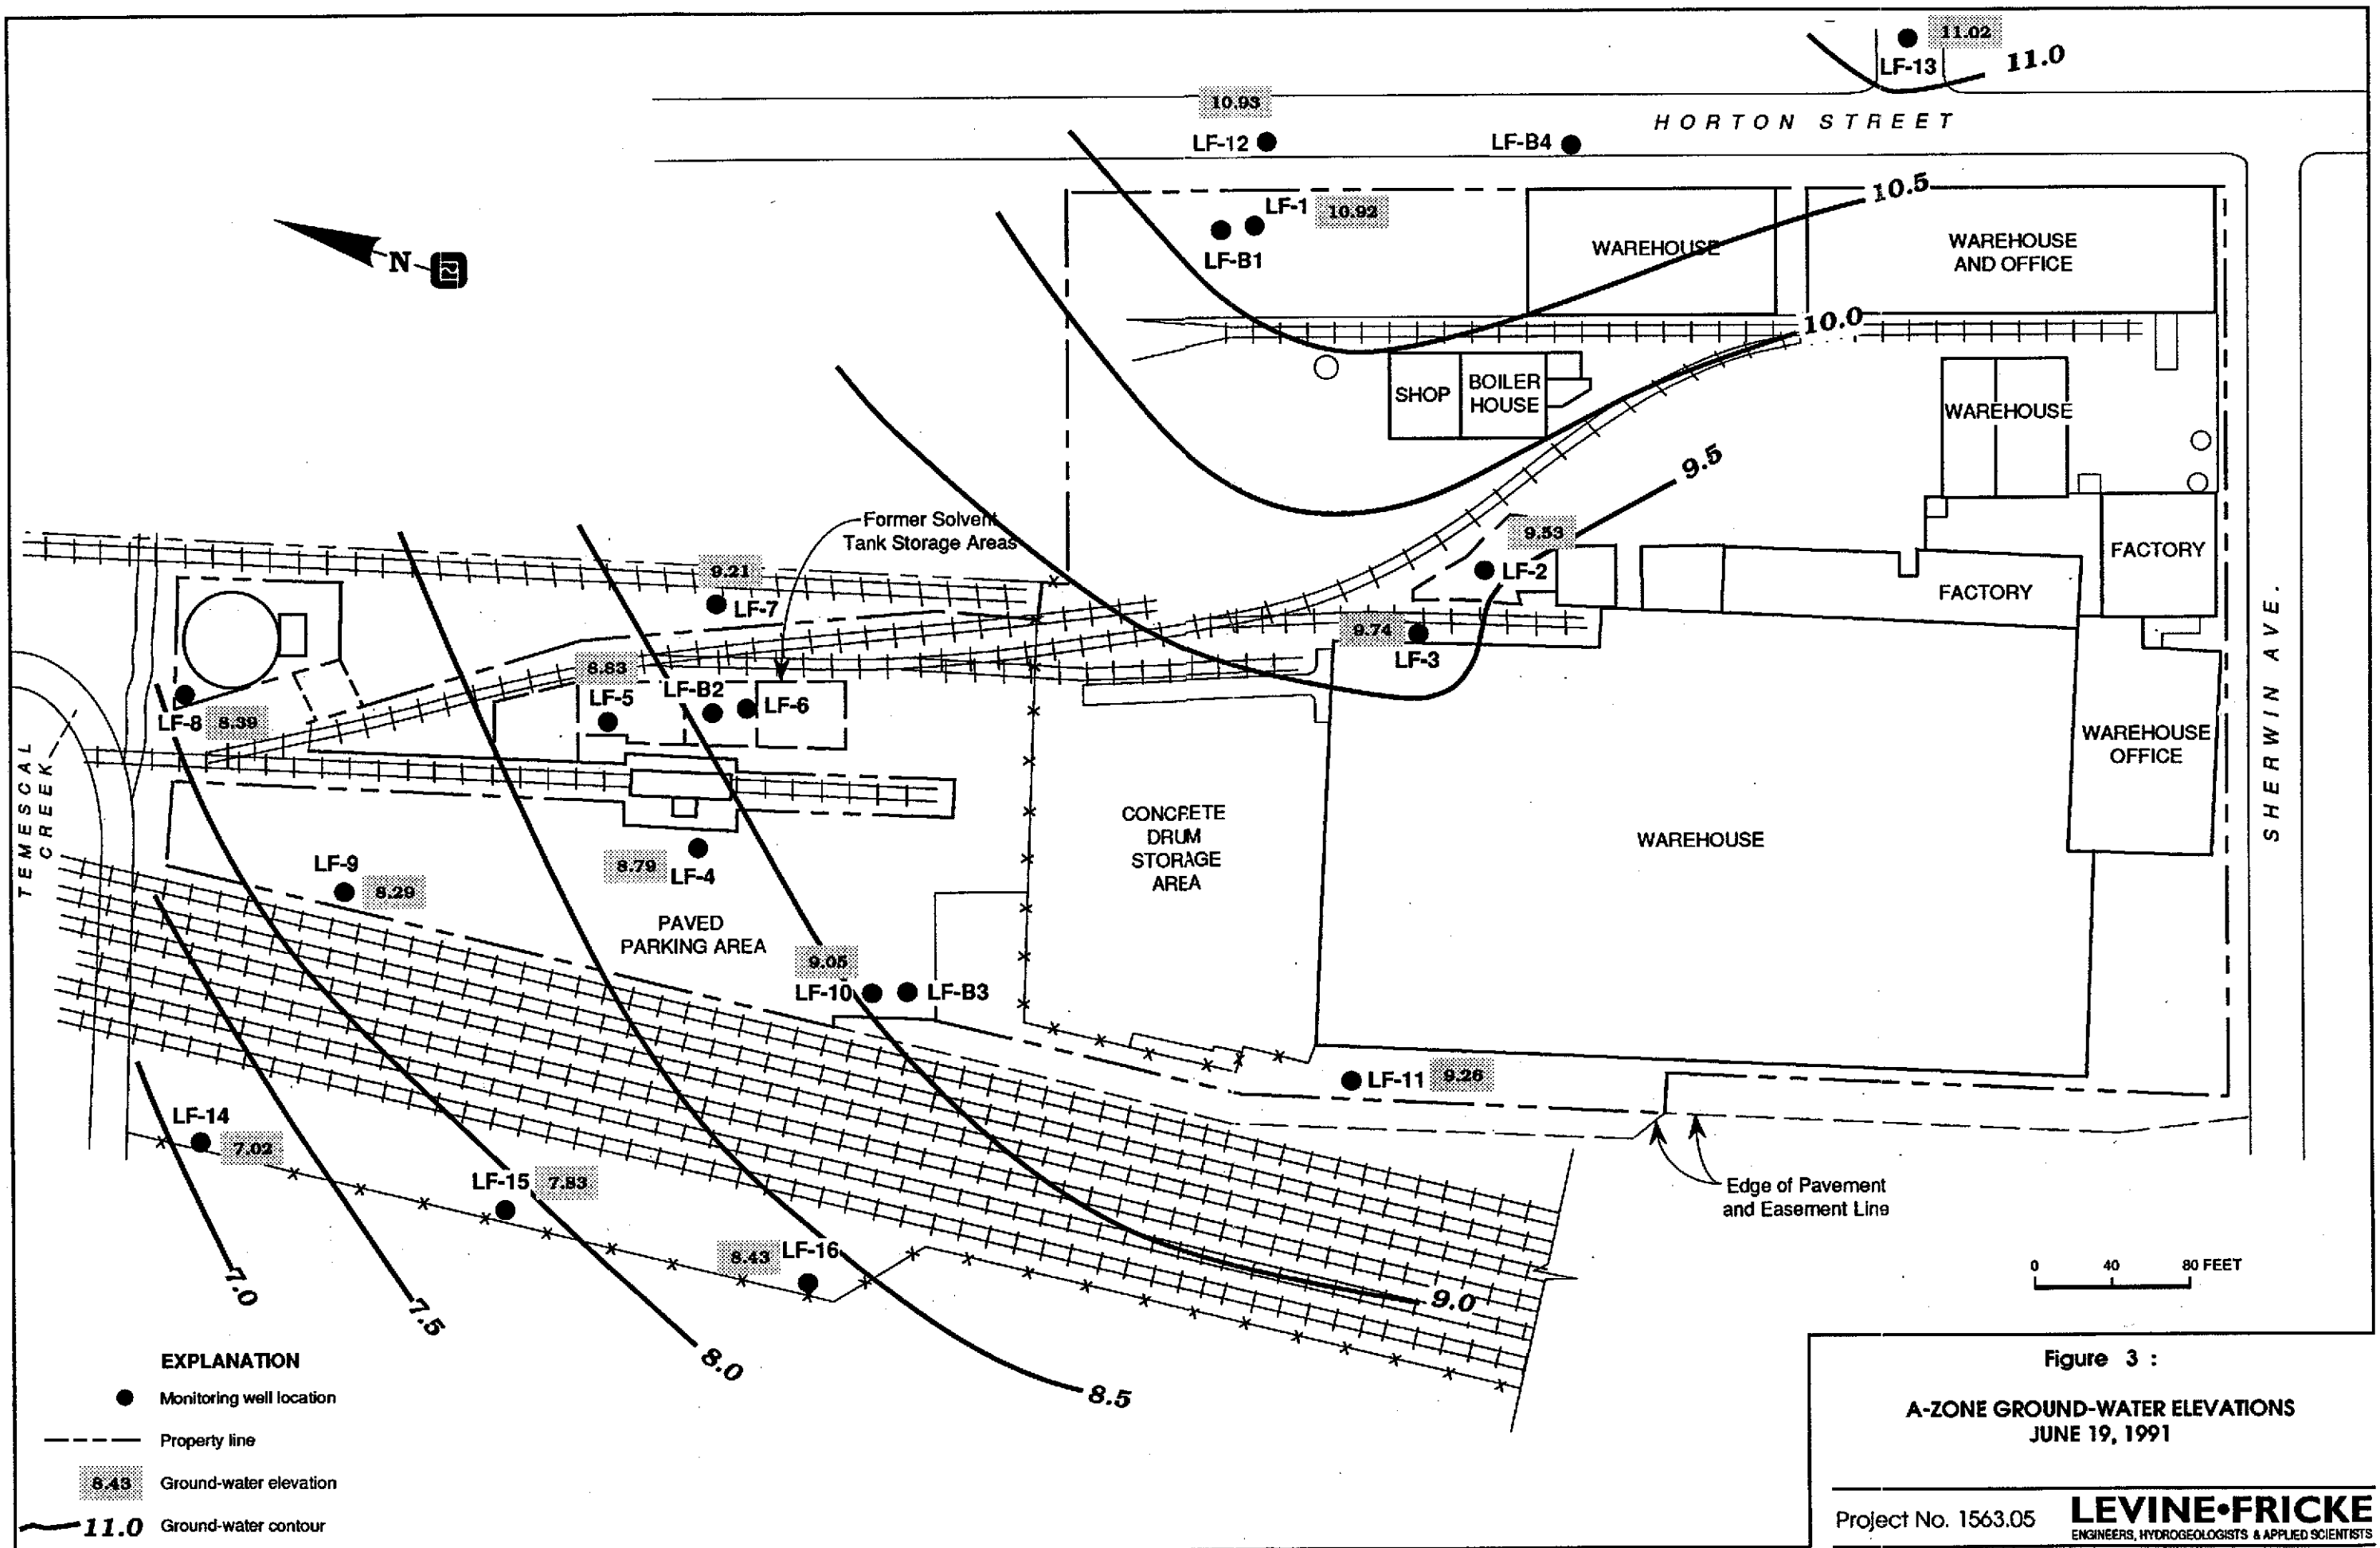 11.02
LF-13
11.0
10.93
HORTON STREET
LF-12
LF-B4
10.5
LF-1
10.92
LF-B1
WAREHOUSE
WAREHOUSE
AND OFFICE
N
10.0
SHOP
BOILER
HOUSE
WAREHOUSE
9.5
Former Solvent
Tank Storage Areas
9.53
LF-2
FACTORY
FACTORY
9.21
LF-7
9.74
LF-3
8.83
LF-5
LF-B2
LF-6
LF-8
8.39
TEMESCAL
CREEK
SHERWIN AVE.
WAREHOUSE
OFFICE
CONCRETE
DRUM
STORAGE
AREA
WAREHOUSE
LF-9
8.29
8.79
LF-4
PAVED
PARKING AREA
9.05
LF-10
LF-B3
LF-11
9.26
LF-14
7.02
LF-15
7.83
Edge of Pavement
and Easement Line
8.43
LF-16
0 40 80 FEET
7.0
7.5
9.0
8.0
8.5
EXPLANATION
Monitoring well location
Property line
8.43 Ground-water elevation
11.0 Ground-water contour
Figure 3 :
A-ZONE GROUND-WATER ELEVATIONS
JUNE 19, 1991
Project No. 1563.05
LEVINE•FRICKE
ENGINEERS, HYDROGEOLOGISTS & APPLIED SCIENTISTS